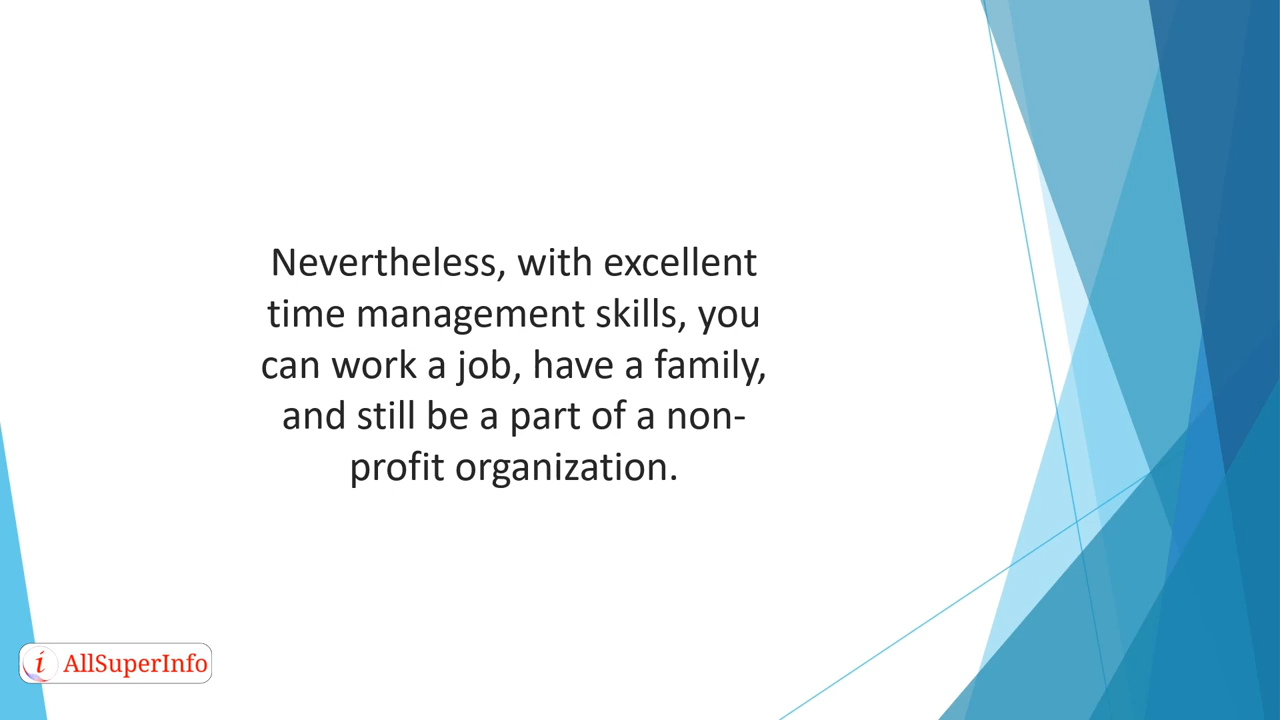 Nevertheless, with excellent
time management skills, you
can work a job, have a family,
and still be a part of a non-
profit organization.
i AllSuperInfo